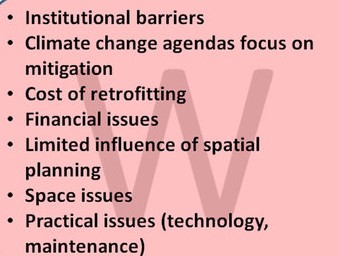 • Institutional barriers
• Climate change agendas focus on
mitigation
• Cost of retrofitting
• Financial issues
• Limited influence of spatial
planning
• Space issues
• Practical issues (technology,
maintenance)
W